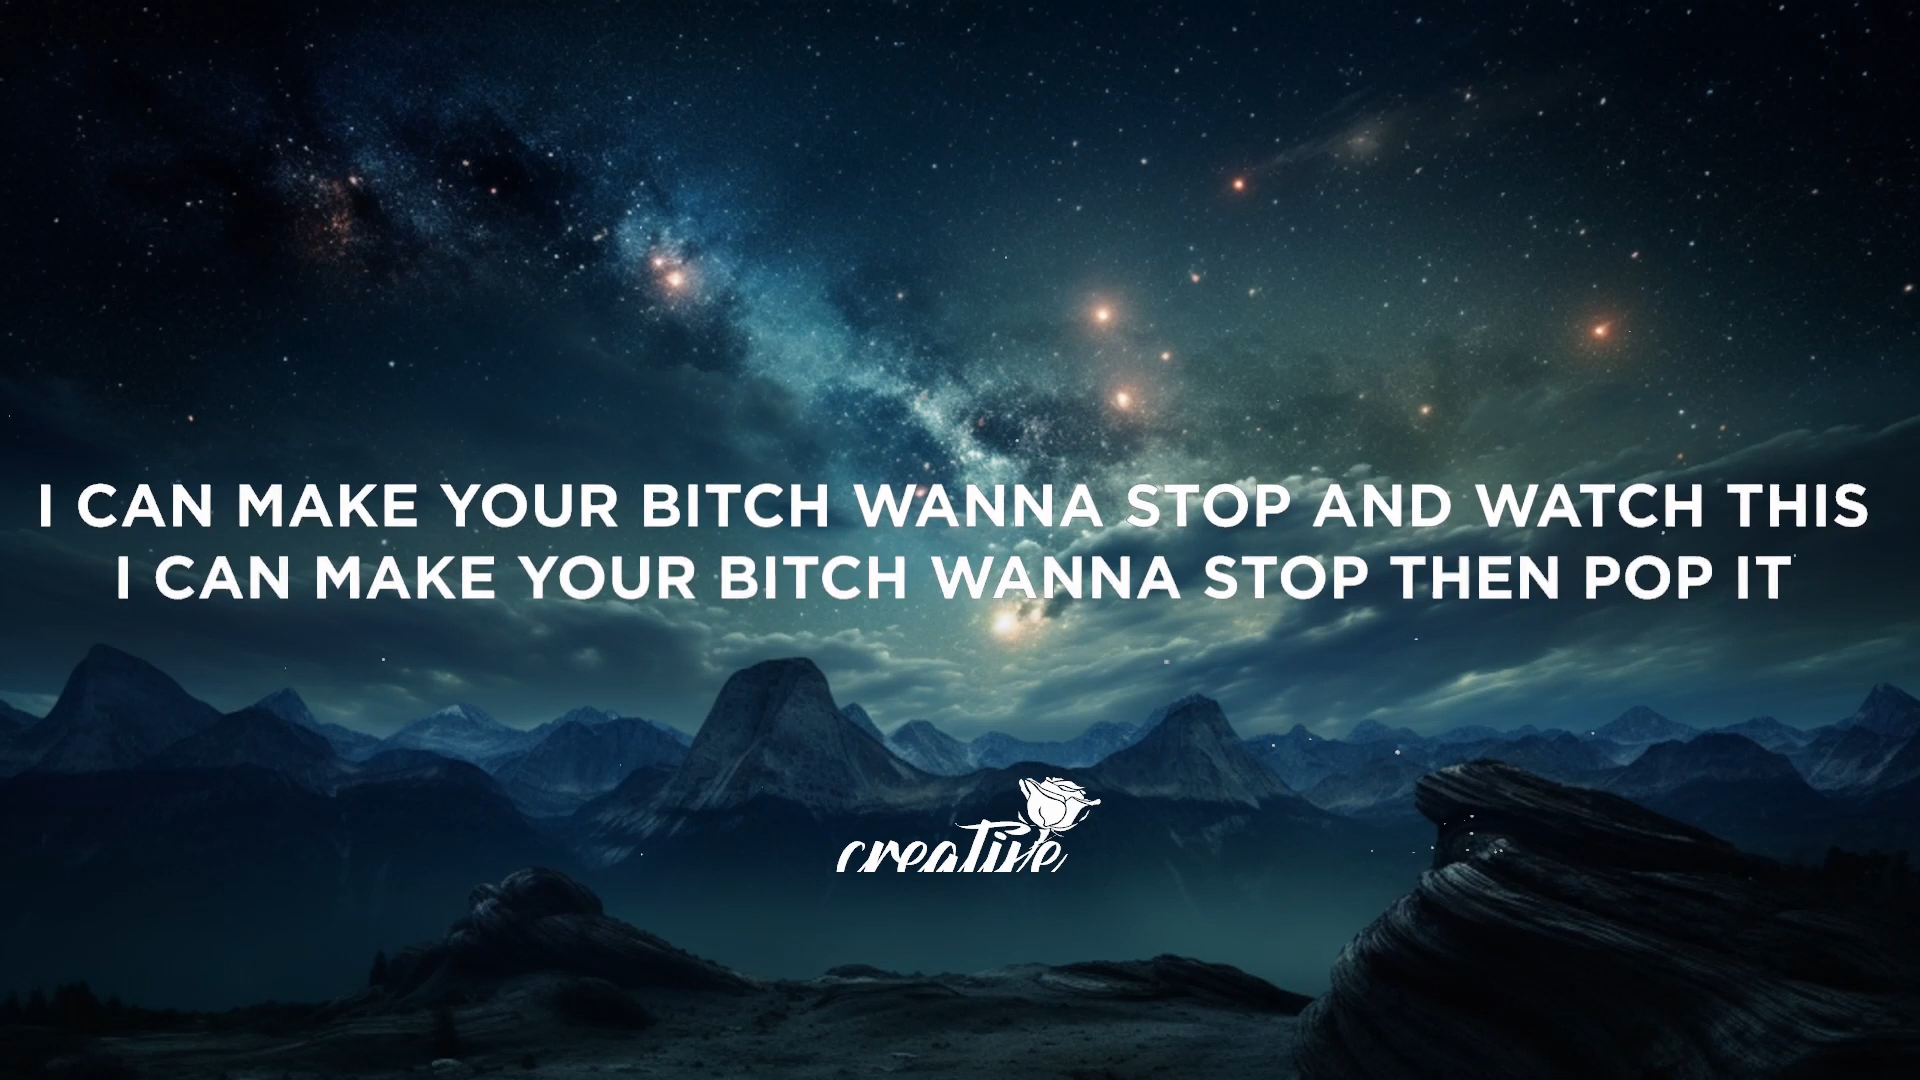 I CAN MAKE YOUR BITCH WANNA STOP AND WATCH THIS
I CAN MAKE YOUR BITCH WANNA STOP THEN POP IT
creative